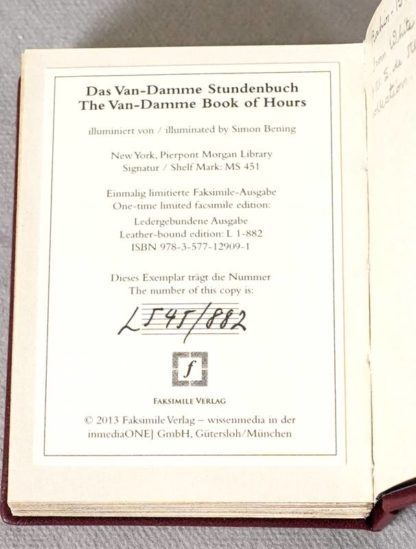 Das Van-Damme Stundenbuch
The Van-Damme Book of Hours
illuminiert von / illuminated by Simon Bening
New York, Pierpont Morgan Library
Signatur / Shelf Mark: MS 451
Einmalig limitierte Faksimile-Ausgabe
One-time limited facsimile edition:
Ledergebundene Ausgabe
Leather-bound edition: L 1-882
ISBN 978-3-577-12909-1
Dieses Exemplar trägt die Nummer
The number of this copy is:
L 545/882
f
FAKSIMILE VERLAG
© 2013 Faksimile Verlag – wissenmedia in der
inmediaONE] GmbH, Gütersloh/München
from White